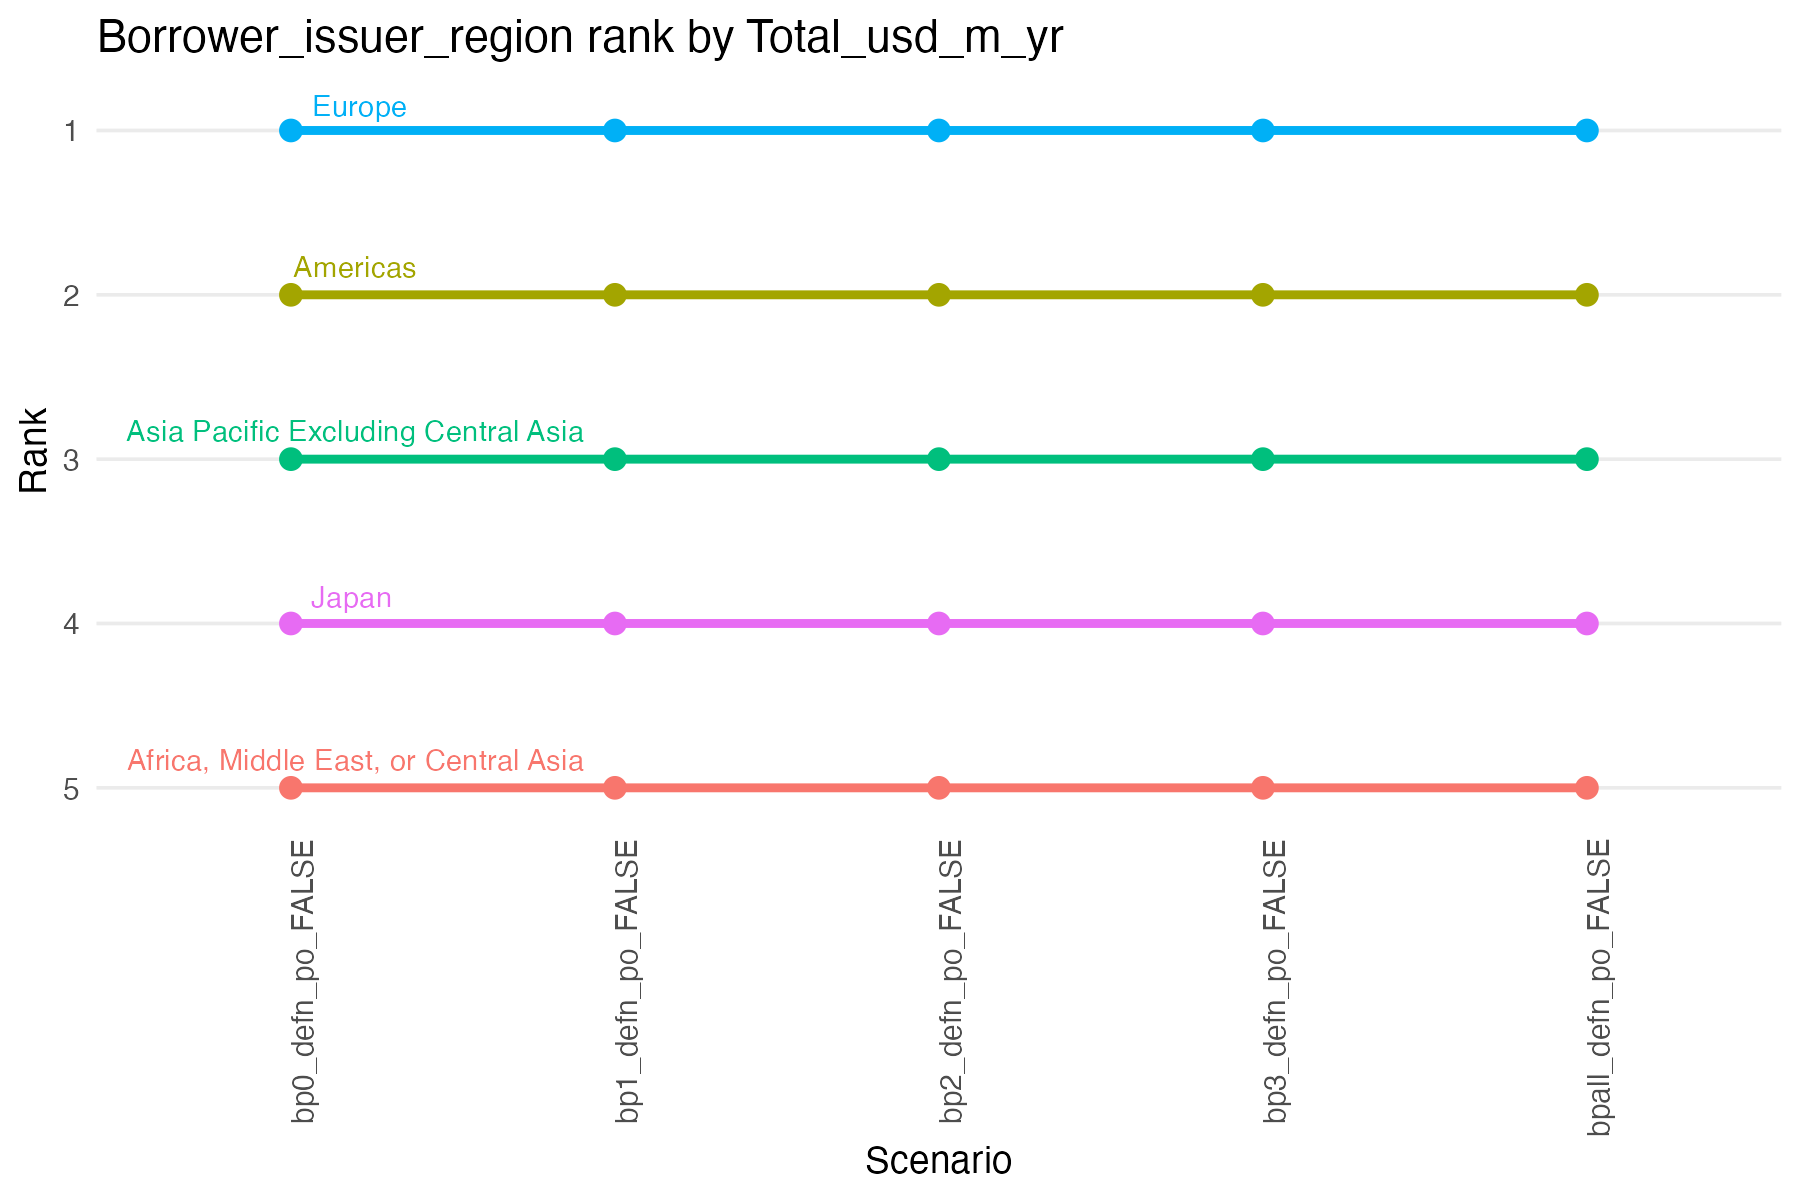 Borrower_issuer_region rank by Total_usd_m_yr
Europe
1
Americas
2
Asia Pacific Excluding Central Asia
3
Japan
4
Africa, Middle East, or Central Asia
5
Rank
bp0_defn_po_FALSE
bp1_defn_po_FALSE
bp2_defn_po_FALSE
bp3_defn_po_FALSE
bpall_defn_po_FALSE
Scenario